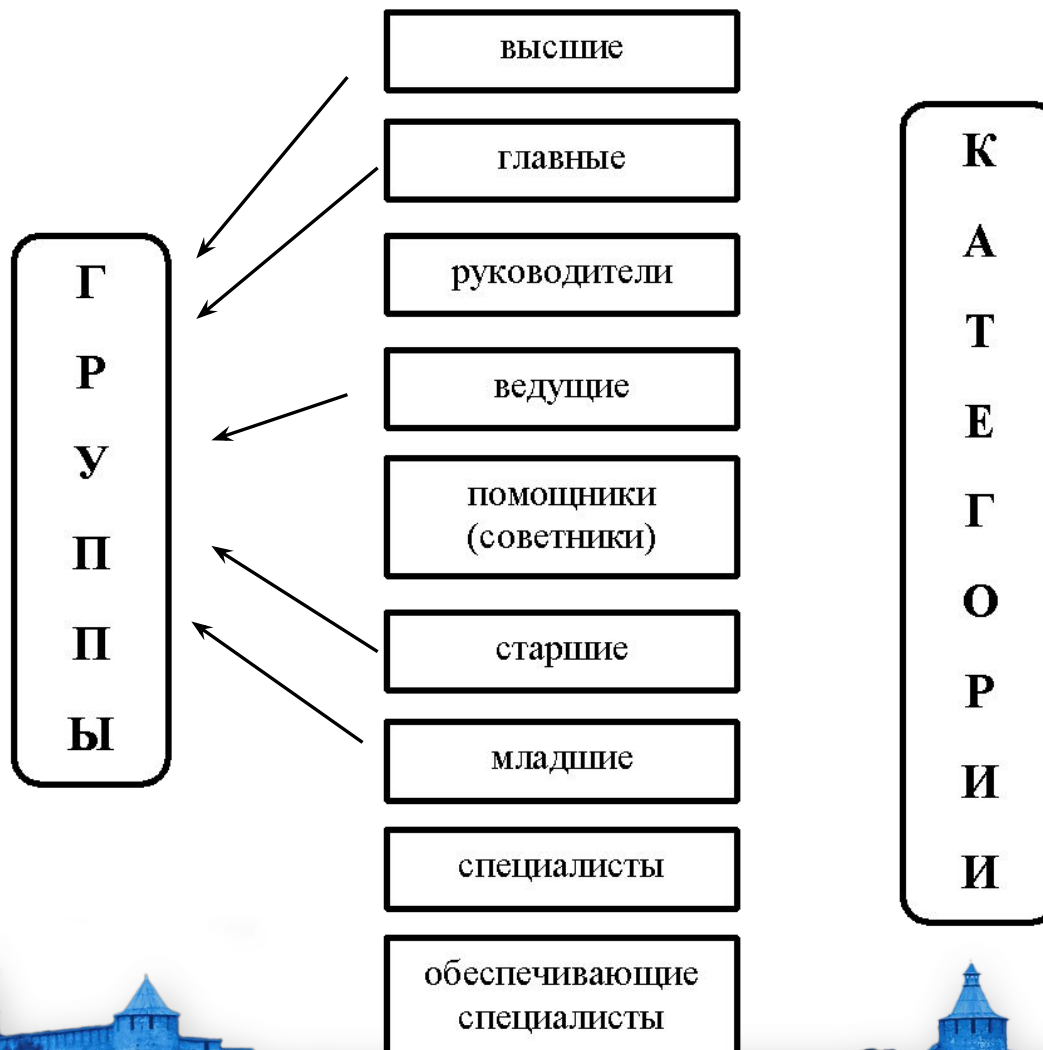 высшие
главные
руководители
ведущие
помощники
(советники)
старшие
младшие
специалисты
обеспечивающие
специалисты
Г
Р
У
П
П
Ы
К
А
Т
Е
Г
О
Р
И
И